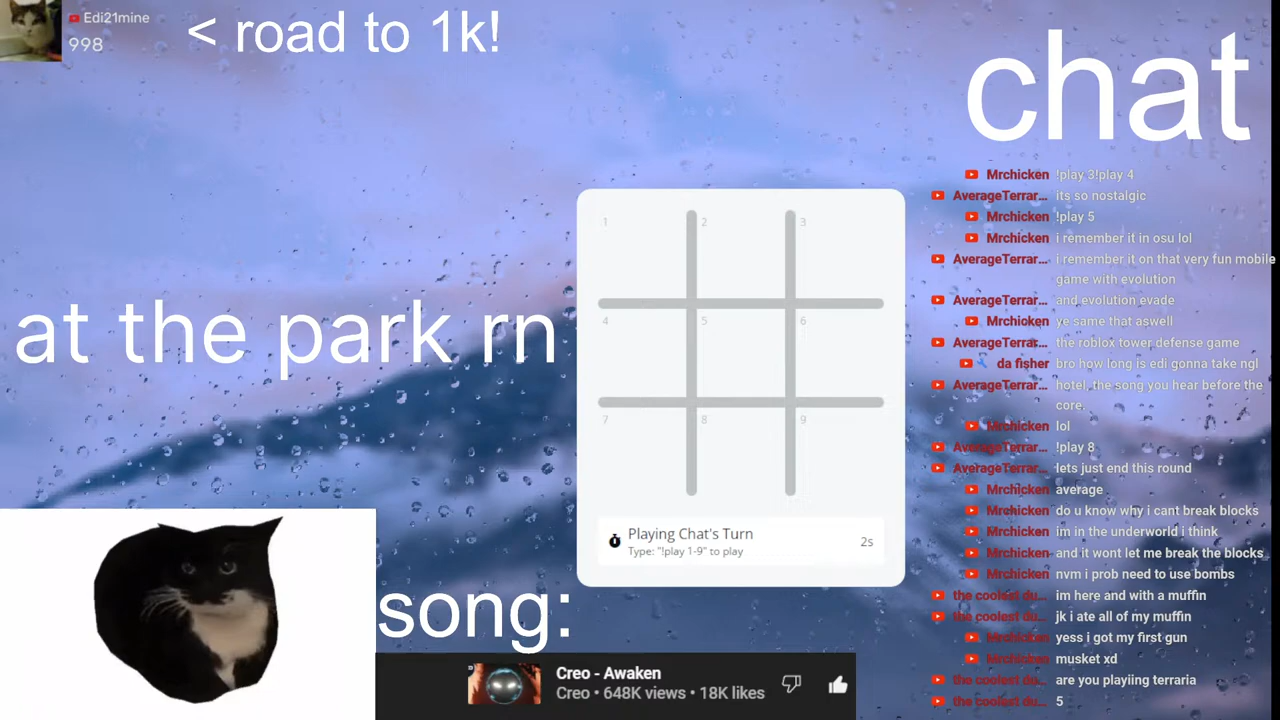 Edi21mine
998
< road to 1k!
chat
at the park rn
1
2
3
4
5
6
7
8
9
Playing Chat's Turn
Type: "!play 1-9" to play
2s
song:
Creo - Awaken
Creo • 648K views • 18K likes
Mrchicken !play 3!play 4
AverageTerrar... its so nostalgic
Mrchicken !play 5
Mrchicken i remember it in osu lol
AverageTerrar... i remember it on that very fun mobile
game with evolution
AverageTerrar... and evolution evade
Mrchicken ye same that aswell
AverageTerrar... the roblox tower defense game
da fisher bro how long is edi gonna take ngl
AverageTerrar... hotel, the song you hear before the
core.
Mrchicken lol
AverageTerrar... !play 8
AverageTerrar... lets just end this round
Mrchicken average
Mrchicken do u know why i cant break blocks
Mrchicken im in the underworld i think
Mrchicken and it wont let me break the blocks
Mrchicken nvm i prob need to use bombs
the coolest du... im here and with a muffin
the coolest du... jk i ate all of my muffin
Mrchicken yess i got my first gun
Mrchicken musket xd
the coolest du... are you playiing terraria
the coolest du... 5